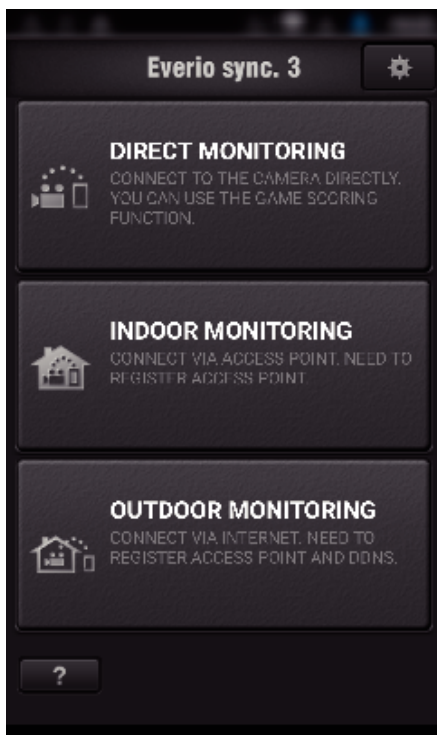 Everio sync. 3
DIRECT MONITORING
CONNECT TO THE CAMERA DIRECTLY.
YOU CAN USE THE GAME SCORING
FUNCTION.
INDOOR MONITORING
CONNECT VIA ACCESS POINT. NEED TO
REGISTER ACCESS POINT.
OUTDOOR MONITORING
CONNECT VIA INTERNET. NEED TO
REGISTER ACCESS POINT AND DDNS.
?